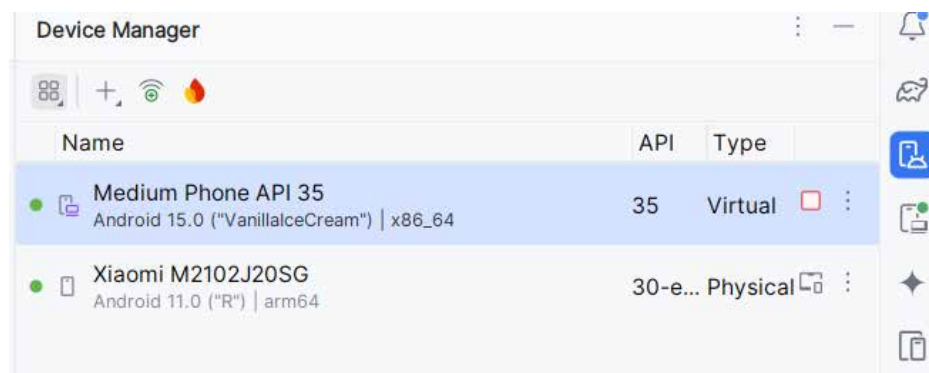 Device Manager
Name API Type
Medium Phone API 35
Android 15.0 ("VanillaIceCream") | x86_64
35 Virtual
Xiaomi M2102J20SG
Android 11.0 ("R") | arm64
30-e... Physical